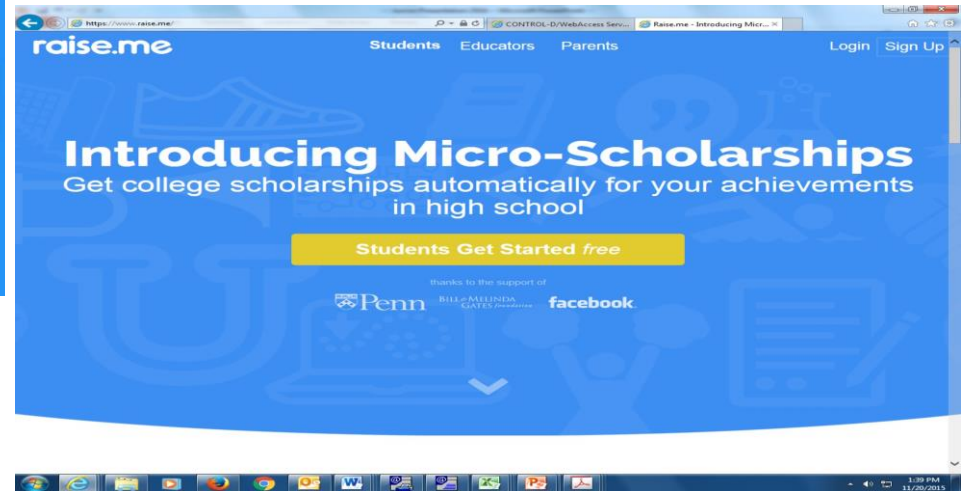 https://www.raise.me/
CONTROL-D/WebAccess Serv...
Raise.me - Introducing Micr...
raise.me
Students Educators Parents
Login Sign Up
Introducing Micro-Scholarships
Get college scholarships automatically for your achievements
in high school
Students Get Started free
thanks to the support of
Penn BILL & MELINDA GATES foundation facebook.
1:39 PM
11/20/2015